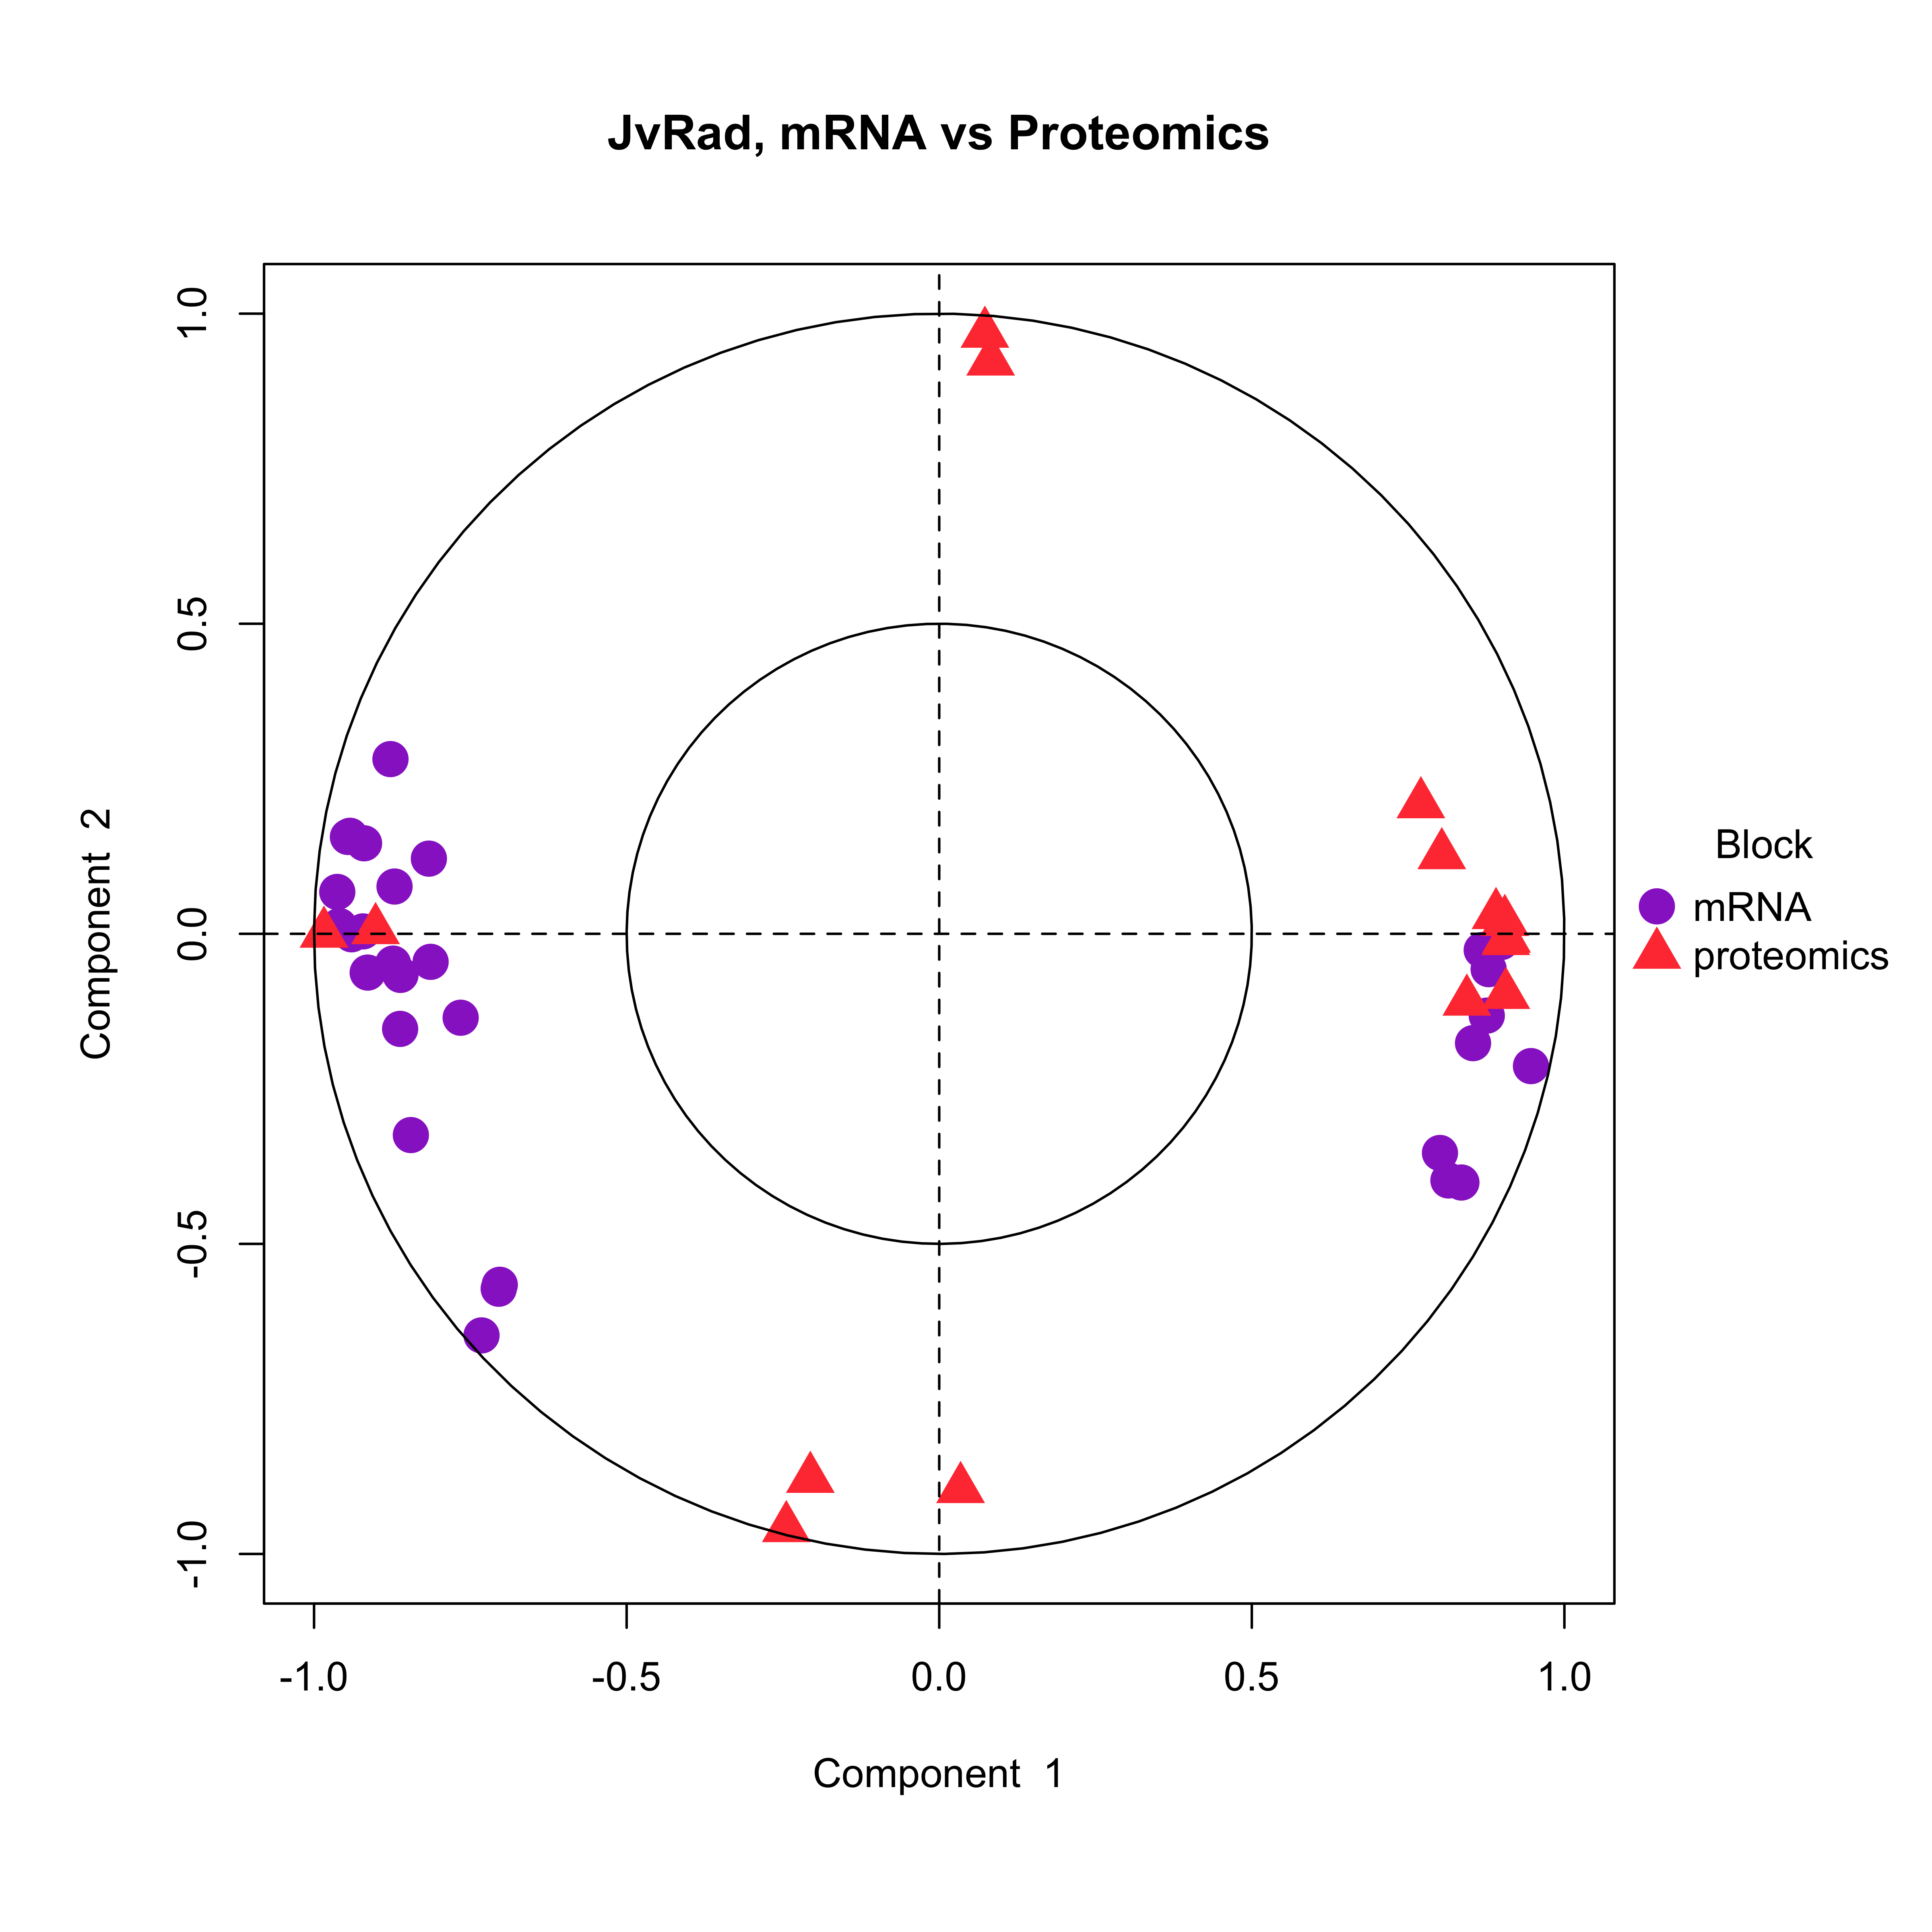 JvRad, mRNA vs Proteomics
1.0
0.5
0.0
-0.5
-1.0
Component 2
-1.0
-0.5
0.0
0.5
1.0
Component 1
Block
mRNA
proteomics